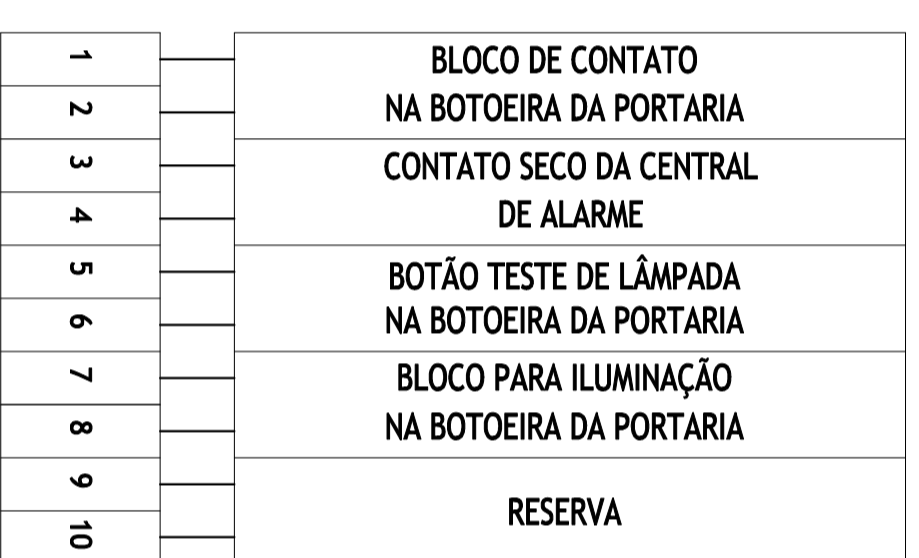 1
BLOCO DE CONTATO
2
NA BOTOEIRA DA PORTARIA
3
CONTATO SECO DA CENTRAL
4
DE ALARME
5
BOTÃO TESTE DE LÂMPADA
6
NA BOTOEIRA DA PORTARIA
7
BLOCO PARA ILUMINAÇÃO
8
NA BOTOEIRA DA PORTARIA
9
RESERVA
10